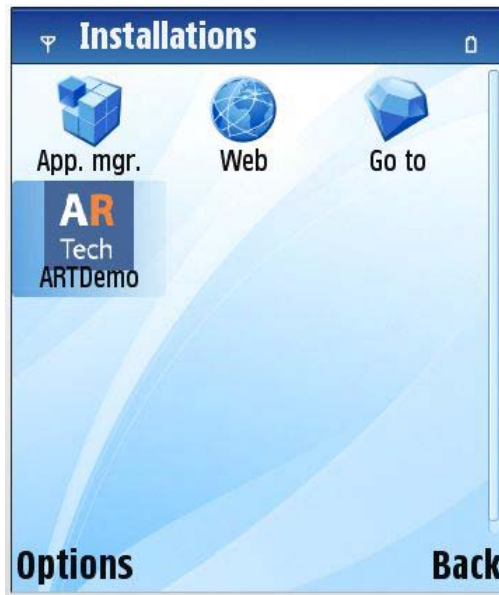 Installations
App. mgr.
Web
Go to
AR
Tech
ARTDemo
Options
Back